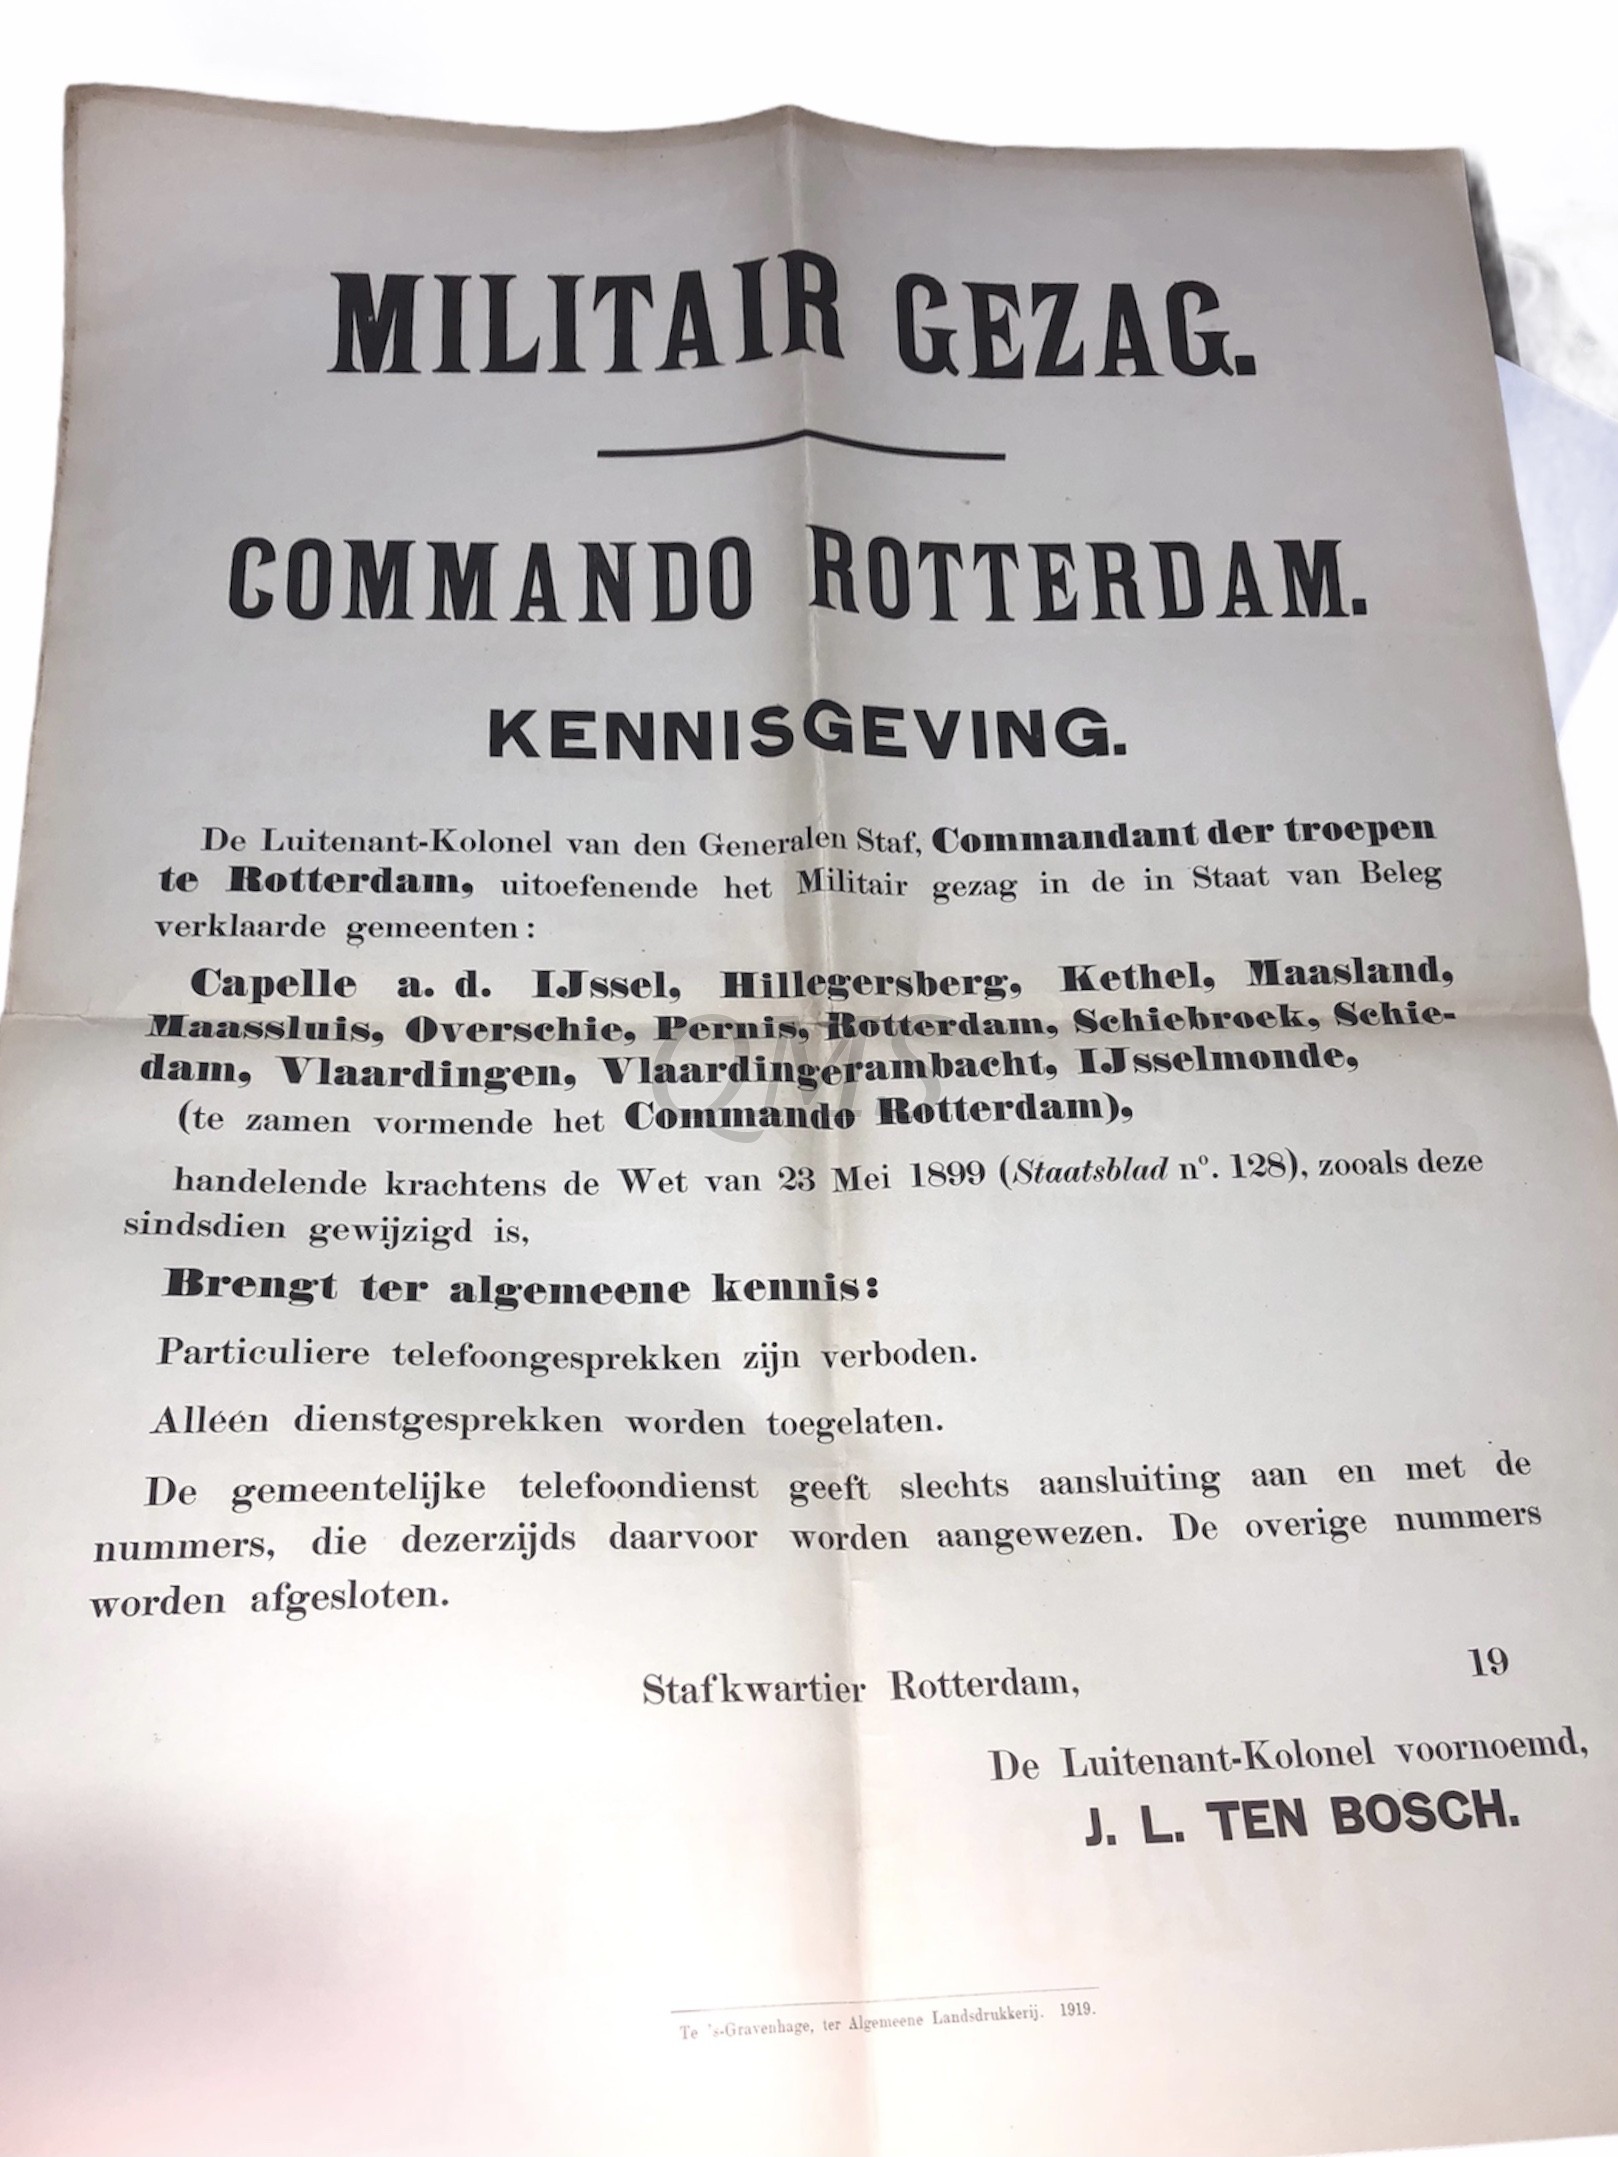 MILITAIR GEZAG.
COMMANDO ROTTERDAM.
KENNISGEVING.
De Luitenant-Kolonel van den Generalen Staf, Commandant der troepen
te Rotterdam, uitoefenende het Militair gezag in de in Staat van Beleg
verklaarde gemeenten:
Capelle a. d. IJssel, Hillegersberg, Kethel, Maasland,
Maassluis, Overschie, Pernis, Rotterdam, Schiebroek, Schie-
dam, Vlaardingen, Vlaardingerambacht, IJsselmonde,
(te zamen vormende het Commando Rotterdam),
QMS
handelende krachtens de Wet van 23 Mei 1899 (Staatsblad nº. 128), zooals deze
sindsdien gewijzigd is,
Brengt ter algemeene kennis:
Particuliere telefoongesprekken zijn verboden.
Alléén dienstgesprekken worden toegelaten.
De gemeentelijke telefoondienst geeft slechts aansluiting aan en met de
nummers, die dezerzijds daarvoor worden aangewezen. De overige nummers
worden afgesloten.
Stafkwartier Rotterdam, 19
De Luitenant-Kolonel voornoemd,
J. L. TEN BOSCH.
Te 's-Gravenhage, ter Algemeene Landsdrukkerij. 1919.